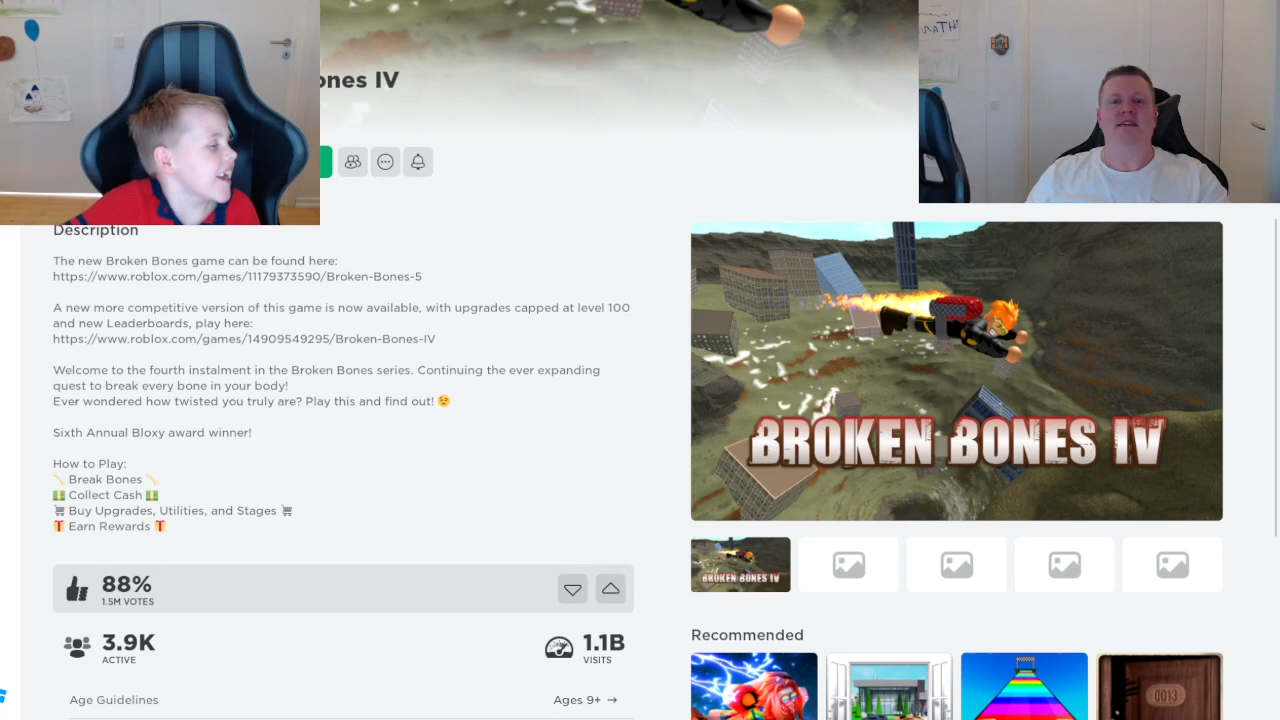 ones IV
Description
The new Broken Bones game can be found here:
https://www.roblox.com/games/11179373590/Broken-Bones-5
A new more competitive version of this game is now available, with upgrades capped at level 100
and new Leaderboards, play here:
https://www.roblox.com/games/14909549295/Broken-Bones-IV
Welcome to the fourth instalment in the Broken Bones series. Continuing the ever expanding
quest to break every bone in your body!
Ever wondered how twisted you truly are? Play this and find out! 😉
Sixth Annual Bloxy award winner!
How to Play:
🦴 Break Bones 🦴
💵 Collect Cash 💵
🛒 Buy Upgrades, Utilities, and Stages 🛒
🎁 Earn Rewards 🎁
88%
1.5M VOTES
3.9K
ACTIVE
1.1B
VISITS
Age Guidelines
Ages 9+ →
BROKEN BONES IV
BROKEN BONES IV
Recommended
0013